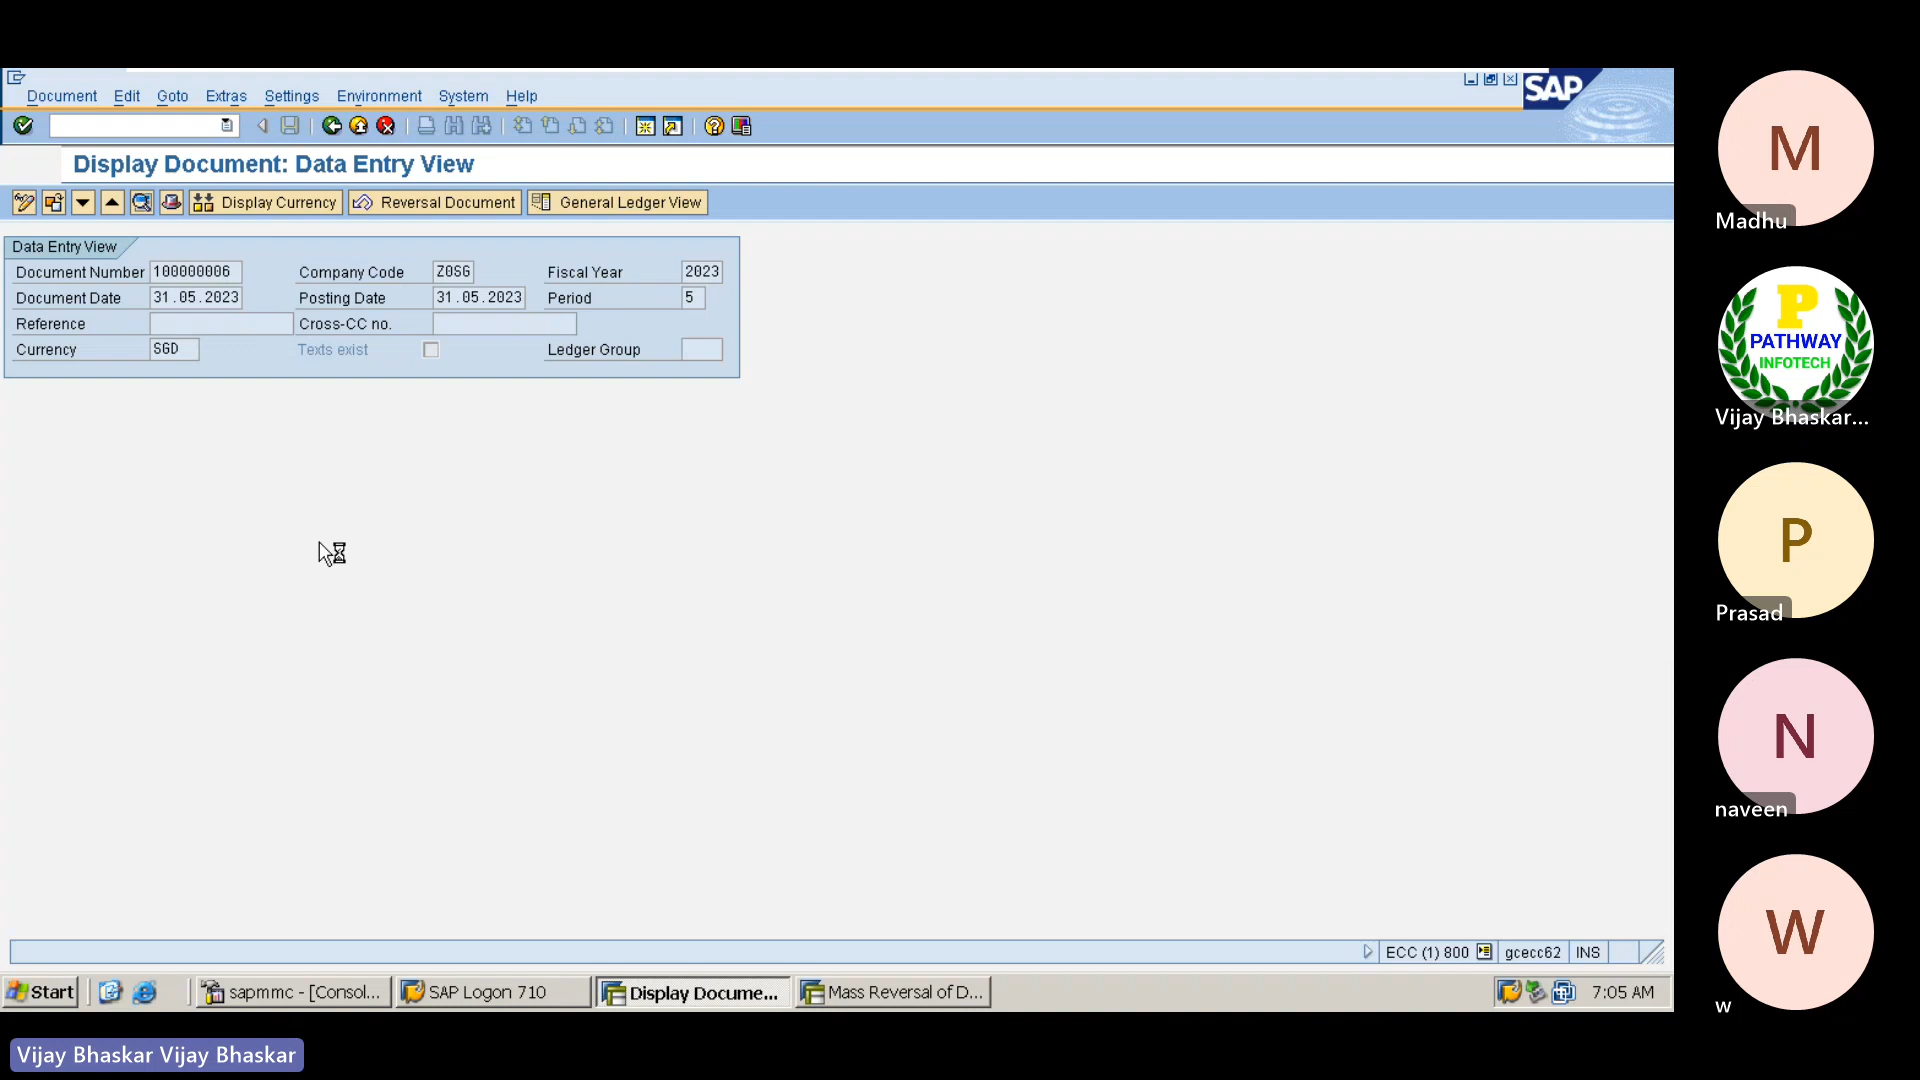 Document Edit Goto Extras Settings Environment System Help
SAP
Display Document: Data Entry View
Display Currency Reversal Document General Ledger View
Data Entry View
Document Number 100000006 Company Code Z0SG Fiscal Year 2023
Document Date 31.05.2023 Posting Date 31.05.2023 Period 5
Reference Cross-CC no.
Currency SGD Texts exist Ledger Group
ECC (1) 800 gcecc62 INS
Start sapmmc - [Consol... SAP Logon 710 Display Docume... Mass Reversal of D... 7:05 AM
Vijay Bhaskar Vijay Bhaskar
M
Madhu
P
PATHWAY
INFOTECH
Vijay Bhaskar...
P
Prasad
N
naveen
W
w